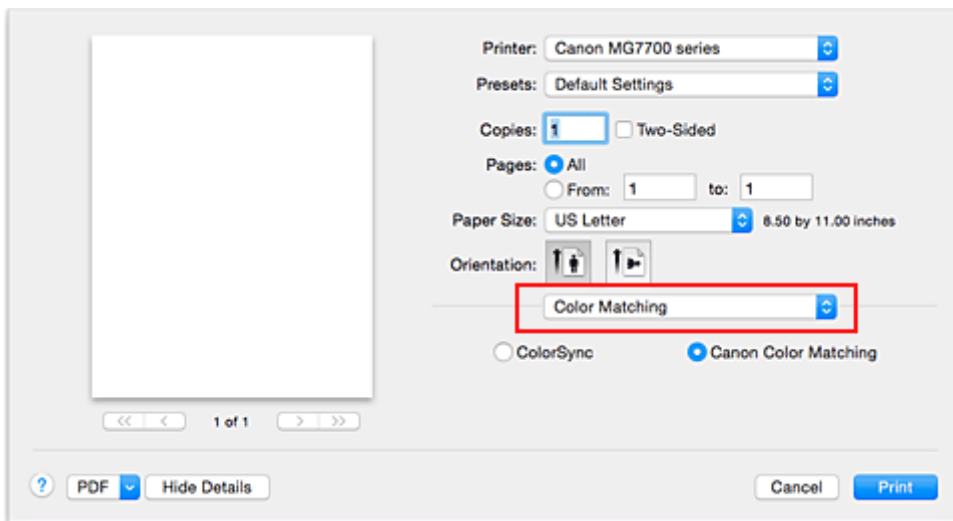 Printer: Canon MG7700 series
Presets: Default Settings
Copies: 1 Two-Sided
Pages: All
From: 1 to: 1
Paper Size: US Letter 8.50 by 11.00 inches
Orientation:
Color Matching
ColorSync Canon Color Matching
<< < 1 of 1 > >>
? PDF Hide Details Cancel Print